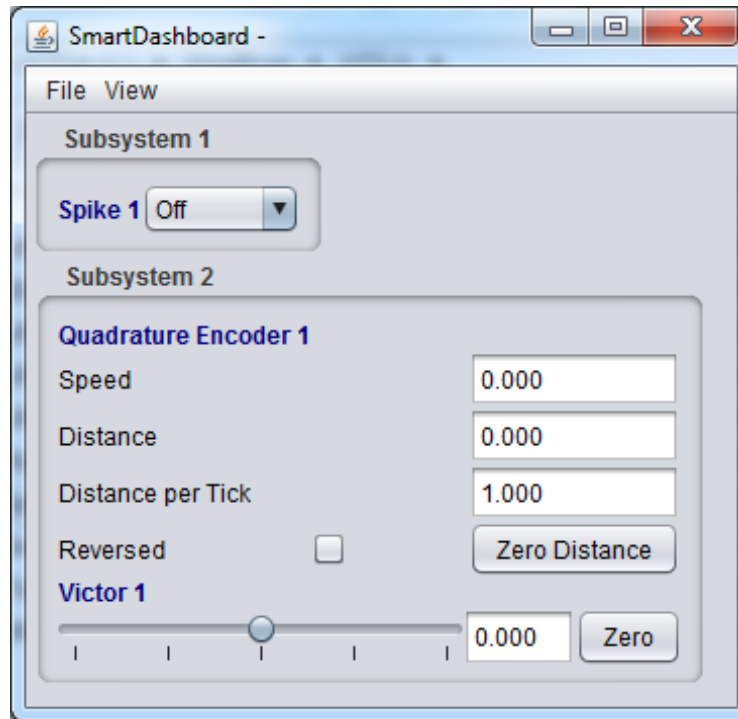 SmartDashboard -
File View
Subsystem 1
Spike 1 Off
Subsystem 2
Quadrature Encoder 1
Speed 0.000
Distance 0.000
Distance per Tick 1.000
Reversed Zero Distance
Victor 1
0.000 Zero